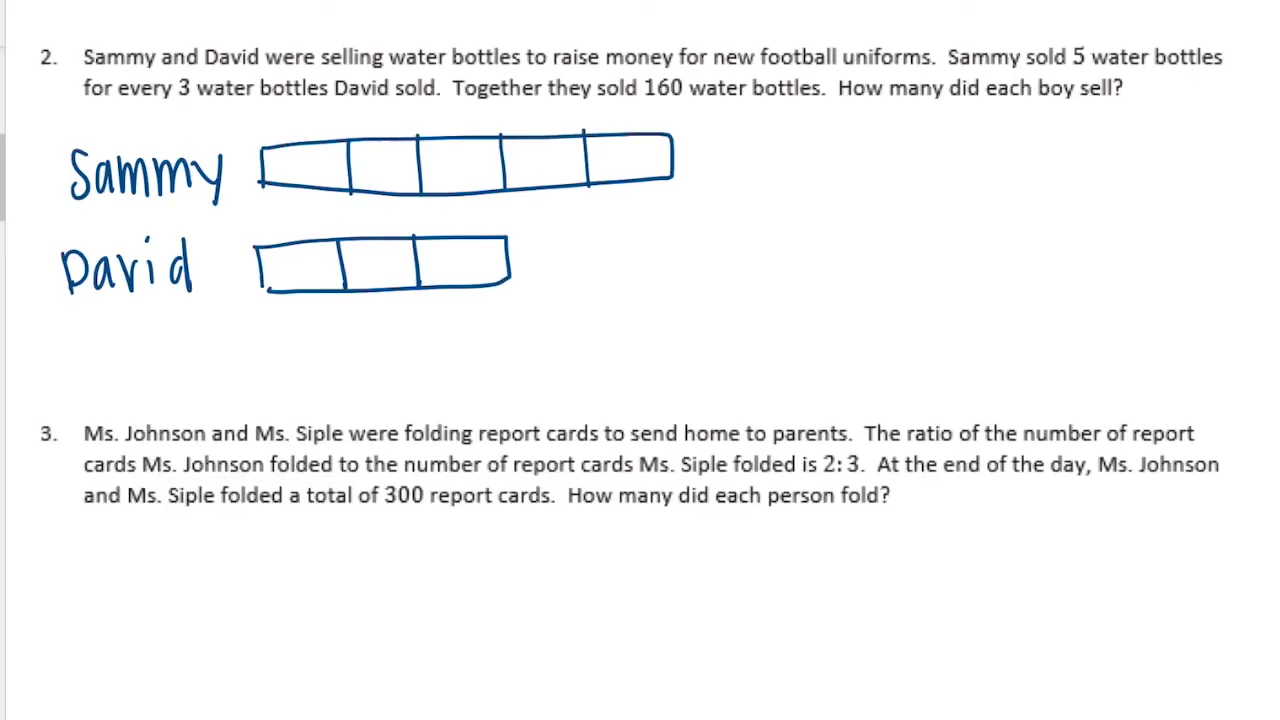 2. Sammy and David were selling water bottles to raise money for new football uniforms. Sammy sold 5 water bottles
for every 3 water bottles David sold. Together they sold 160 water bottles. How many did each boy sell?
Sammy
David
3. Ms. Johnson and Ms. Siple were folding report cards to send home to parents. The ratio of the number of report
cards Ms. Johnson folded to the number of report cards Ms. Siple folded is 2:3. At the end of the day, Ms. Johnson
and Ms. Siple folded a total of 300 report cards. How many did each person fold?